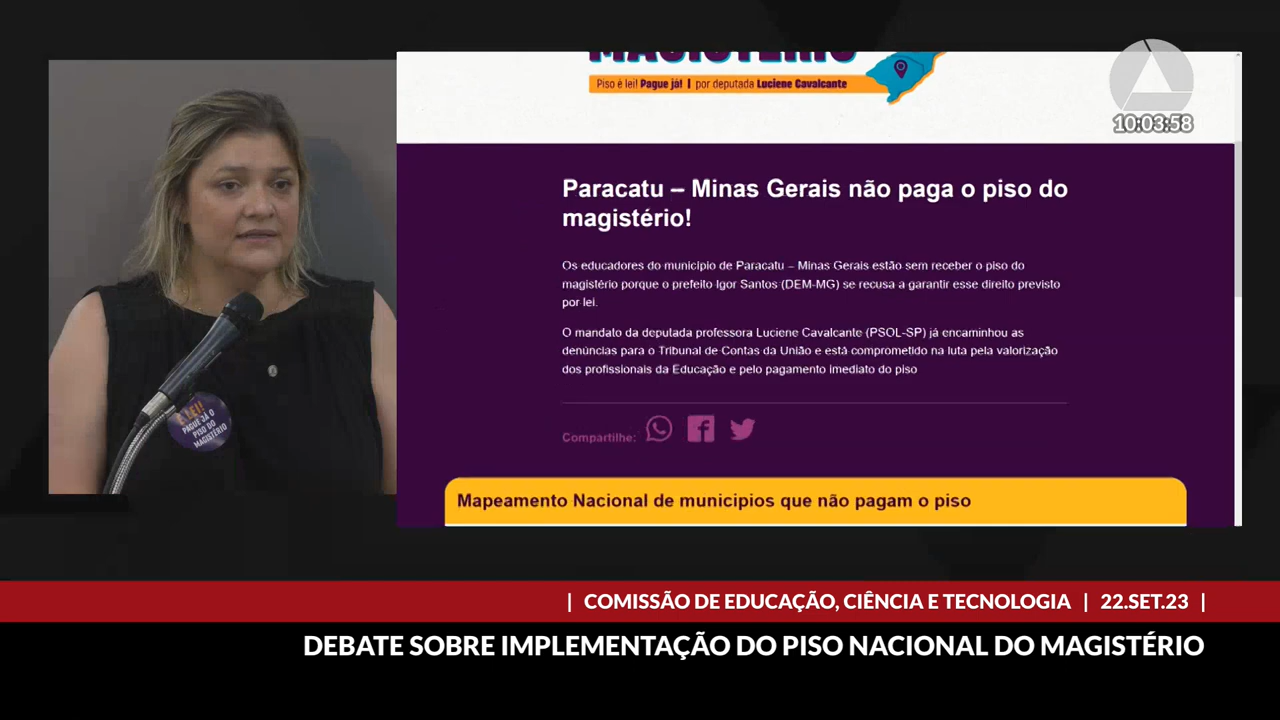 MAGISTÉRIO
Piso é lei! Pague já! | por deputada Luciene Cavalcante
10:03:58
Paracatu – Minas Gerais não paga o piso do
magistério!
Os educadores do município de Paracatu – Minas Gerais estão sem receber o piso do
magistério porque o prefeito Igor Santos (DEM-MG) se recusa a garantir esse direito previsto
por lei.
O mandato da deputada professora Luciene Cavalcante (PSOL-SP) já encaminhou as
denúncias para o Tribunal de Contas da União e está comprometido na luta pela valorização
dos profissionais da Educação e pelo pagamento imediato do piso
Compartilhe:
Mapeamento Nacional de municipios que não pagam o piso
É LEI!
PAGUE JÁ O
PISO DO
MAGISTÉRIO
| COMISSÃO DE EDUCAÇÃO, CIÊNCIA E TECNOLOGIA | 22.SET.23 |
DEBATE SOBRE IMPLEMENTAÇÃO DO PISO NACIONAL DO MAGISTÉRIO